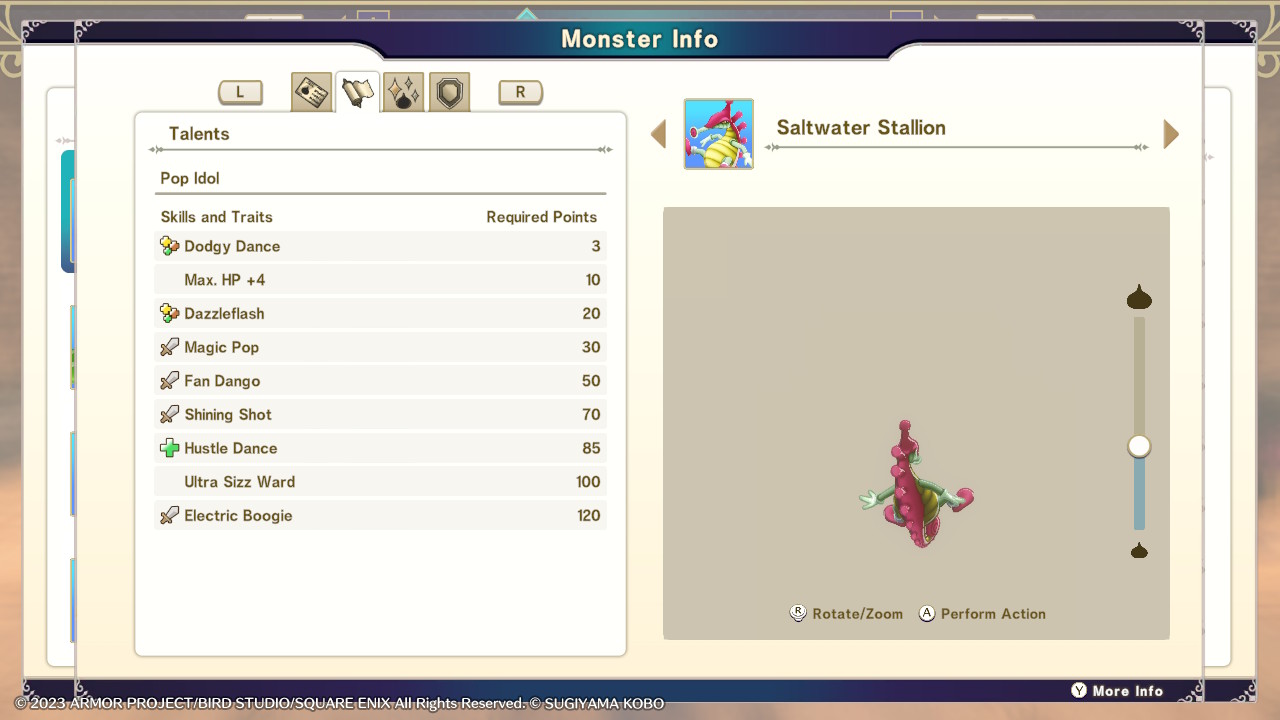 Monster Info
L
R
Talents
Pop Idol
Skills and Traits Required Points
Dodgy Dance 3
Max. HP +4 10
Dazzleflash 20
Magic Pop 30
Fan Dango 50
Shining Shot 70
Hustle Dance 85
Ultra Sizz Ward 100
Electric Boogie 120
Saltwater Stallion
R Rotate/Zoom A Perform Action
Y More Info
© 2023 ARMOR PROJECT/BIRD STUDIO/SQUARE ENIX All Rights Reserved. © SUGIYAMA KOBO